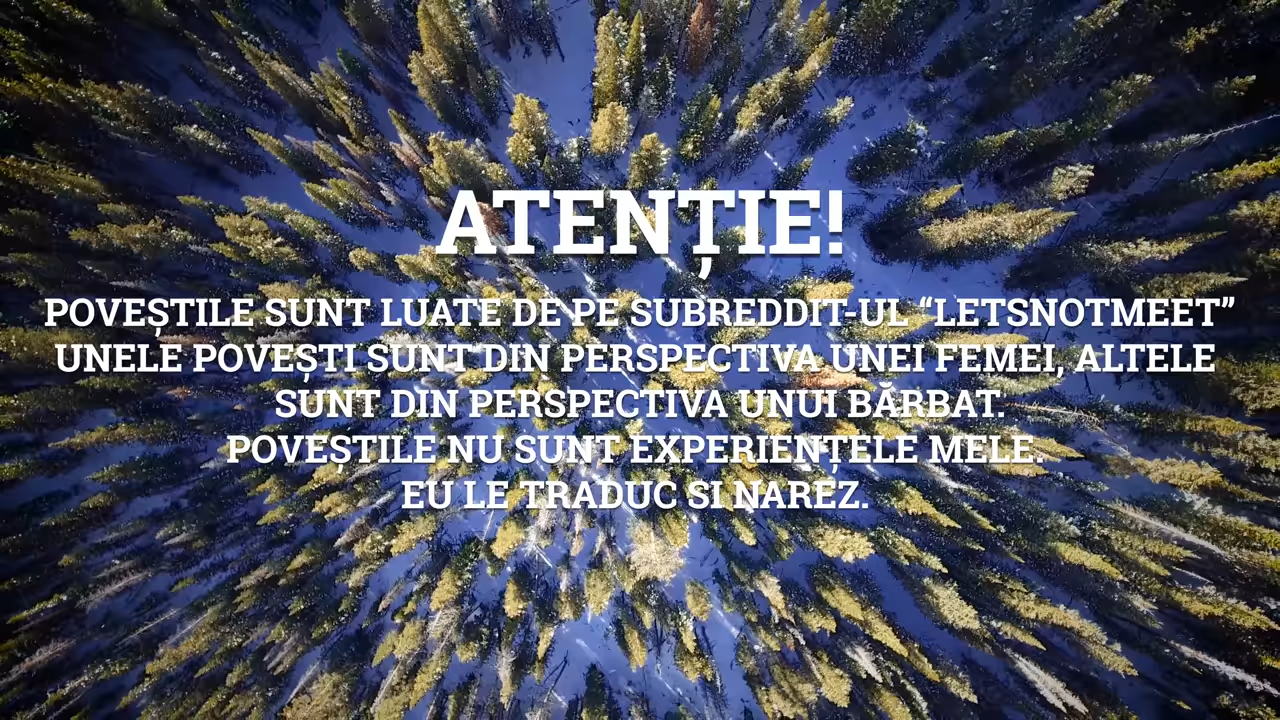 ATENȚIE!
POVEȘTILE SUNT LUATE DE PE SUBREDDIT-UL “LETSNOTMEET”
UNELE POVEȘTI SUNT DIN PERSPECTIVA UNEI FEMEI, ALTELE
SUNT DIN PERSPECTIVA UNUI BĂRBAT.
POVEȘTILE NU SUNT EXPERIENȚELE MELE.
EU LE TRADUC SI NAREZ.